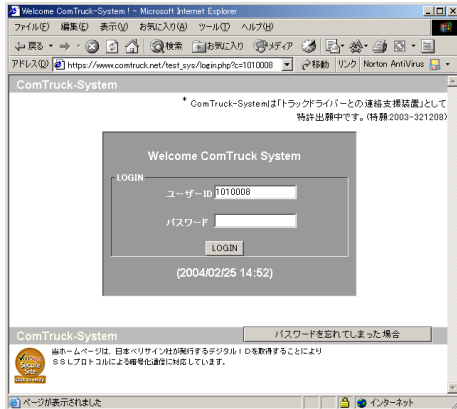 Welcome ComTruck-System ! - Microsoft Internet Explorer
ファイル(F) 編集(E) 表示(V) お気に入り(A) ツール(T) ヘルプ(H)
戻る 検索 お気に入り メディア
アドレス(D) https://www.comtruck.net/test_sys/login.php?c=1010008 移動 リンク Norton AntiVirus
ComTruck-System
* ComTruck-Systemは「トラックドライバーとの連絡支援装置」として
特許出願中です。(特願2003-321208)
Welcome ComTruck System
LOGIN
ユーザーID 1010008
パスワード
LOGIN
(2004/02/25 14:52)
ComTruck-System パスワードを忘れてしまった場合
当ホームページは、日本ベリサイン社が発行するデジタルIDを取得することにより
SSLプロトコルによる暗号化通信に対応しています。
VeriSign
Secure
Site
Click to verify
ページが表示されました インターネット